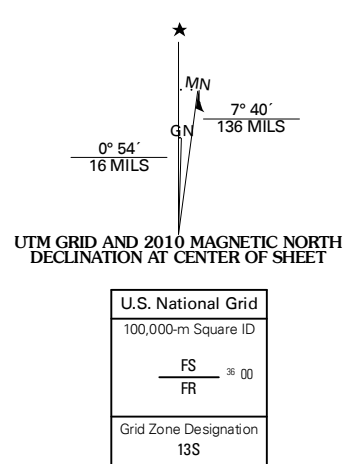 ★
MN
7° 40´
136 MILS
GN
0° 54´
16 MILS
UTM GRID AND 2010 MAGNETIC NORTH
DECLINATION AT CENTER OF SHEET
U.S. National Grid
100,000-m Square ID
FS
36 00
FR
Grid Zone Designation
13S